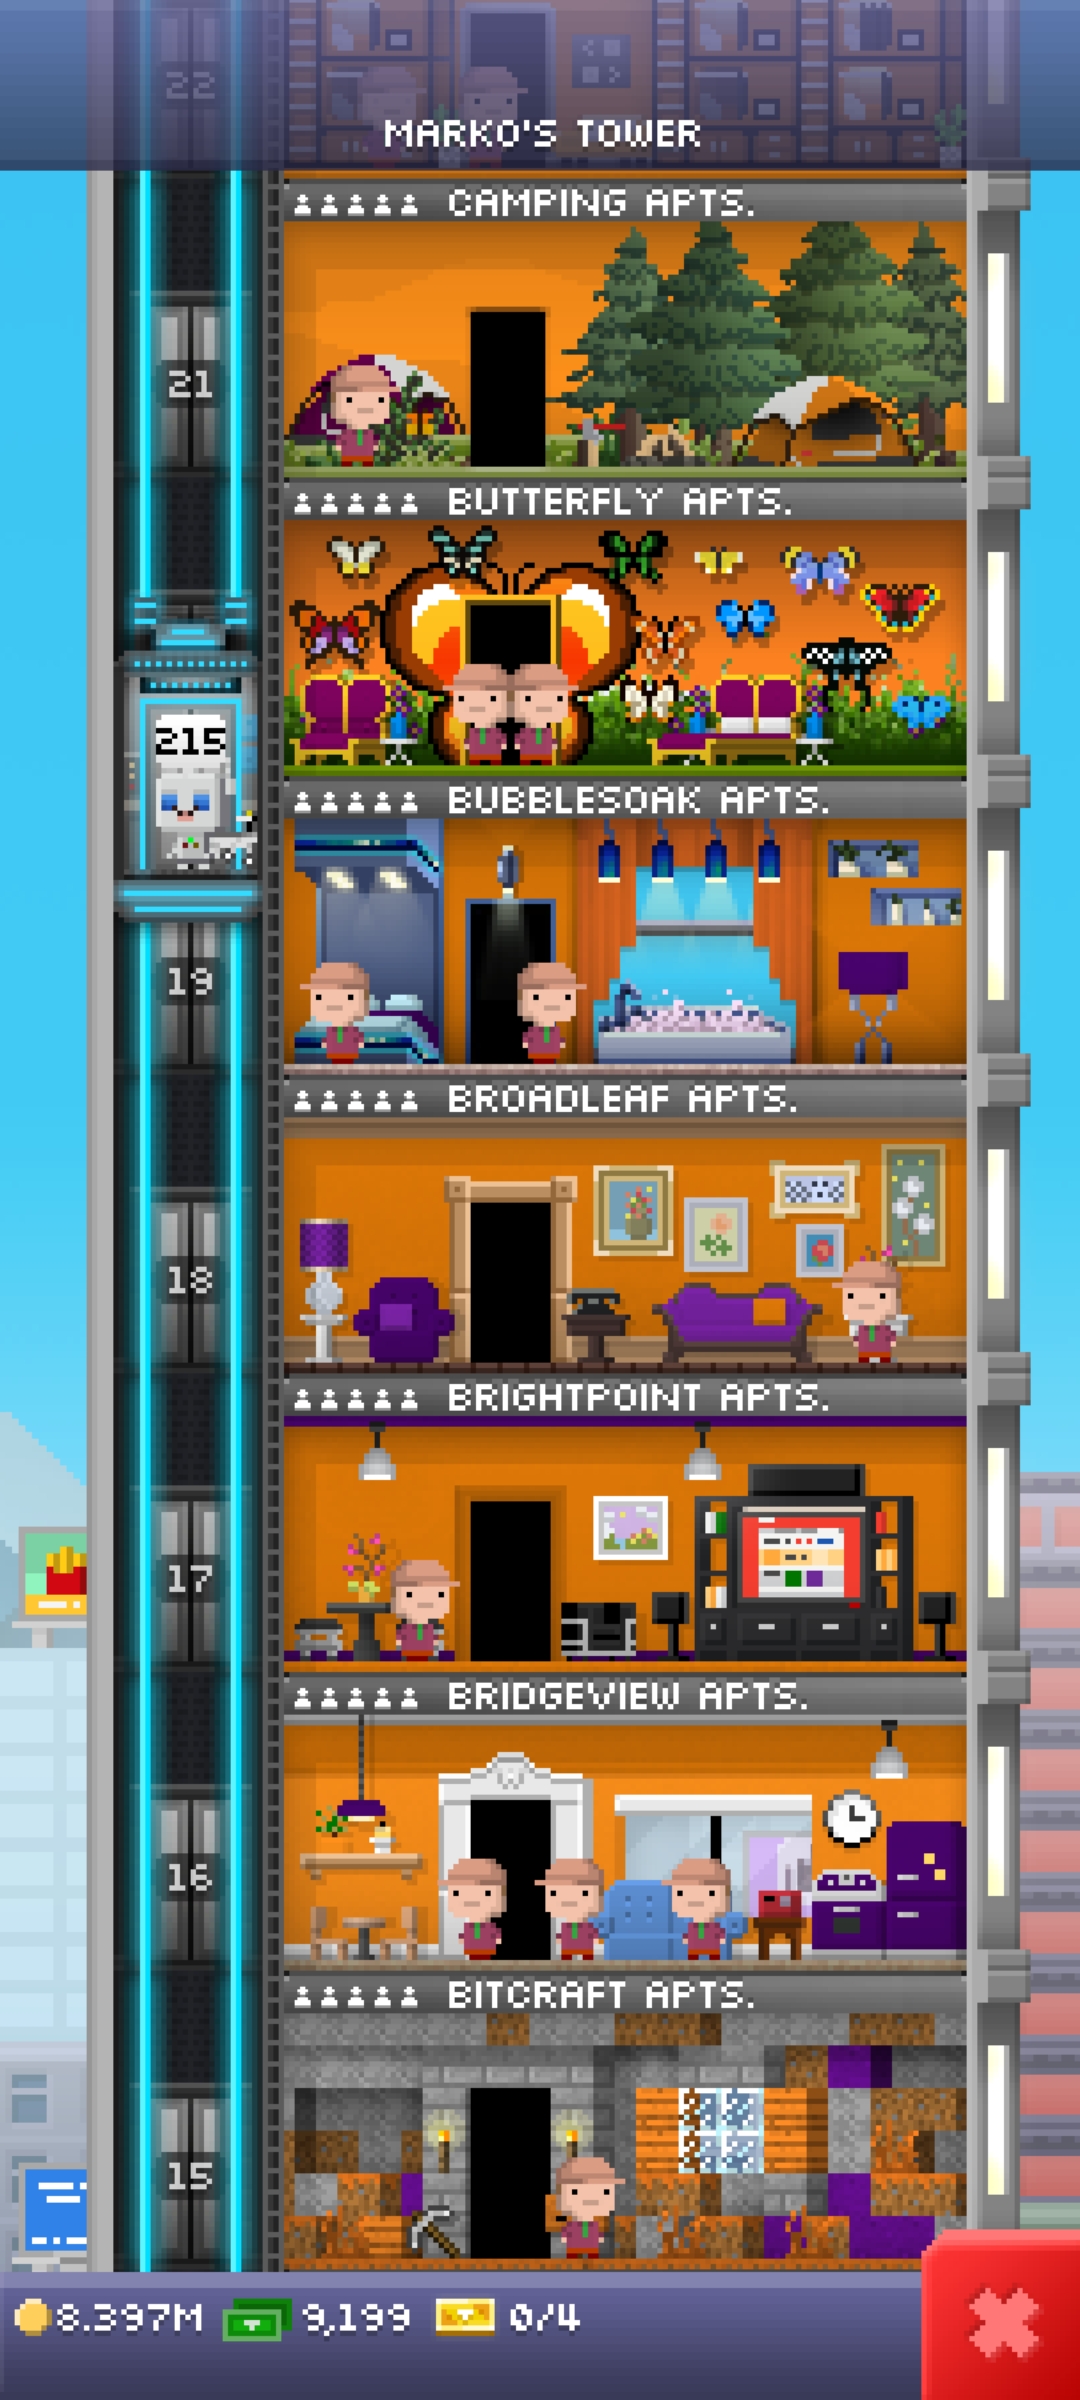 22
MARKO'S TOWER
CAMPING APTS.
21
BUTTERFLY APTS.
215
BUBBLESOAK APTS.
19
BROADLEAF APTS.
18
BRIGHTPOINT APTS.
17
BRIDGEVIEW APTS.
16
BITCRAFT APTS.
15
8.397M 9,199 0/4